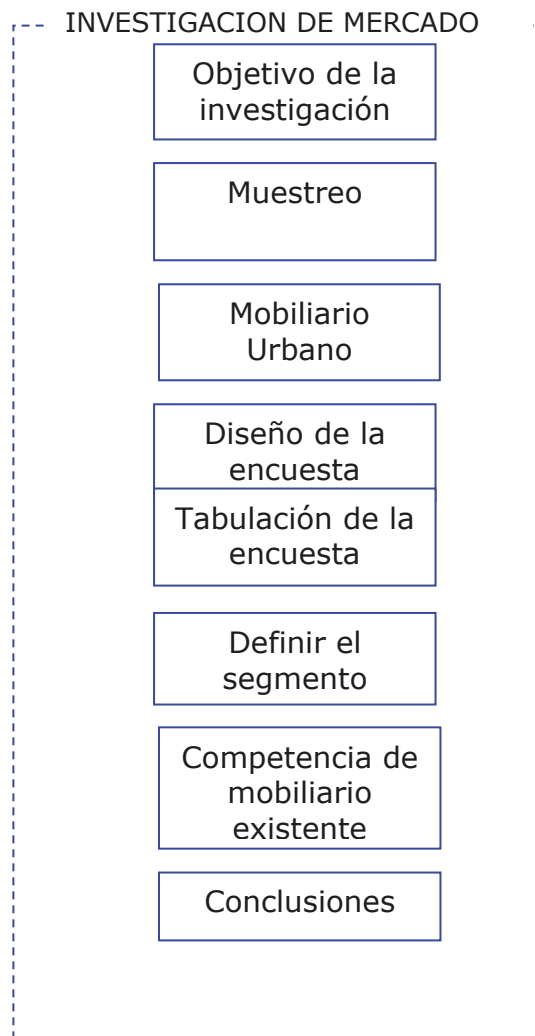 INVESTIGACION DE MERCADO
Objetivo de la
investigación
Muestreo
Mobiliario
Urbano
Diseño de la
encuesta
Tabulación de la
encuesta
Definir el
segmento
Competencia de
mobiliario
existente
Conclusiones